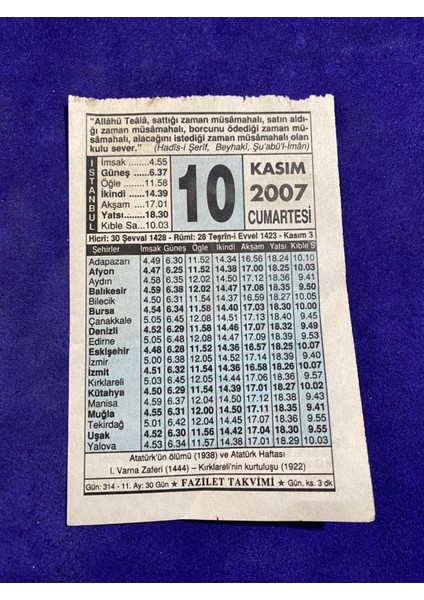 "Allâhü Teâlâ, sattığı zaman müsâmahalı, satın aldı-
ğı zaman müsâmahalı, borcunu ödediği zaman mü-
sâmahalı, alacağını istediği zaman müsâmahalı olan
kulu sever." (Hadîs-i Şerîf, Beyhakî, Şu'abü'l-Îmân)
İSTANBUL
İmsak ........4.55
Güneş ......6.37
Öğle ........11.58
İkindi .....14.39
Akşam ....17.01
Yatsı.......18.30
Kıble Sa...10.03
10
KASIM
2007
CUMARTESİ
Hicrî: 30 Şevval 1428 - Rûmî: 28 Teşrîn-i Evvel 1423 - Kasım 3
Şehirler İmsak Güneş Öğle İkindi Akşam Yatsı Kıble S
Adapazarı 4.49 6.30 11.52 14.34 16.56 18.24 10.10
Afyon 4.47 6.25 11.52 14.38 17.00 18.25 10.03
Aydın 4.58 6.35 12.02 14.50 17.12 18.36 9.41
Balıkesir 4.59 6.38 12.02 14.47 17.08 18.35 9.51
Bilecik 4.50 6.31 11.54 14.37 16.59 18.27 10.05
Bursa 4.54 6.34 11.58 14.40 17.03 18.30 10.00
Çanakkale 5.05 6.45 12.08 14.51 17.13 18.40 9.45
Denizli 4.52 6.29 11.58 14.46 17.07 18.32 9.49
Edirne 5.05 6.48 12.08 14.47 17.09 18.39 9.53
Eskişehir 4.48 6.28 11.52 14.36 16.57 18.25 10.07
İzmir 5.00 6.38 12.05 14.52 17.14 18.39 9.40
İzmit 4.51 6.32 11.54 14.36 16.58 18.26 10.07
Kırklareli 5.03 6.45 12.05 14.44 17.06 18.36 9.57
Kütahya 4.50 6.29 11.54 14.39 17.01 18.27 10.02
Manisa 4.59 6.37 12.04 14.50 17.12 18.38 9.43
Muğla 4.55 6.31 12.00 14.50 17.11 18.35 9.41
Tekirdağ 5.01 6.42 12.04 14.45 17.07 18.36 9.55
Uşak 4.52 6.30 11.56 14.42 17.04 18.30 9.55
Yalova 4.53 6.34 11.57 14.38 17.01 18.29 10.03
Atatürk'ün ölümü (1938) ve Atatürk Haftası
I. Varna Zaferi (1444) – Kırklareli'nin kurtuluşu (1922)
Gün: 314 - 11. Ay: 30 Gün ★ FAZİLET TAKVİMİ ★ Gün, ks. 3 dk